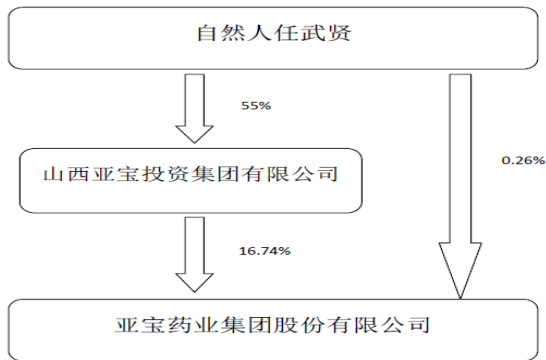 自然人任武贤
55%
0.26%
山西亚宝投资集团有限公司
16.74%
亚宝药业集团股份有限公司